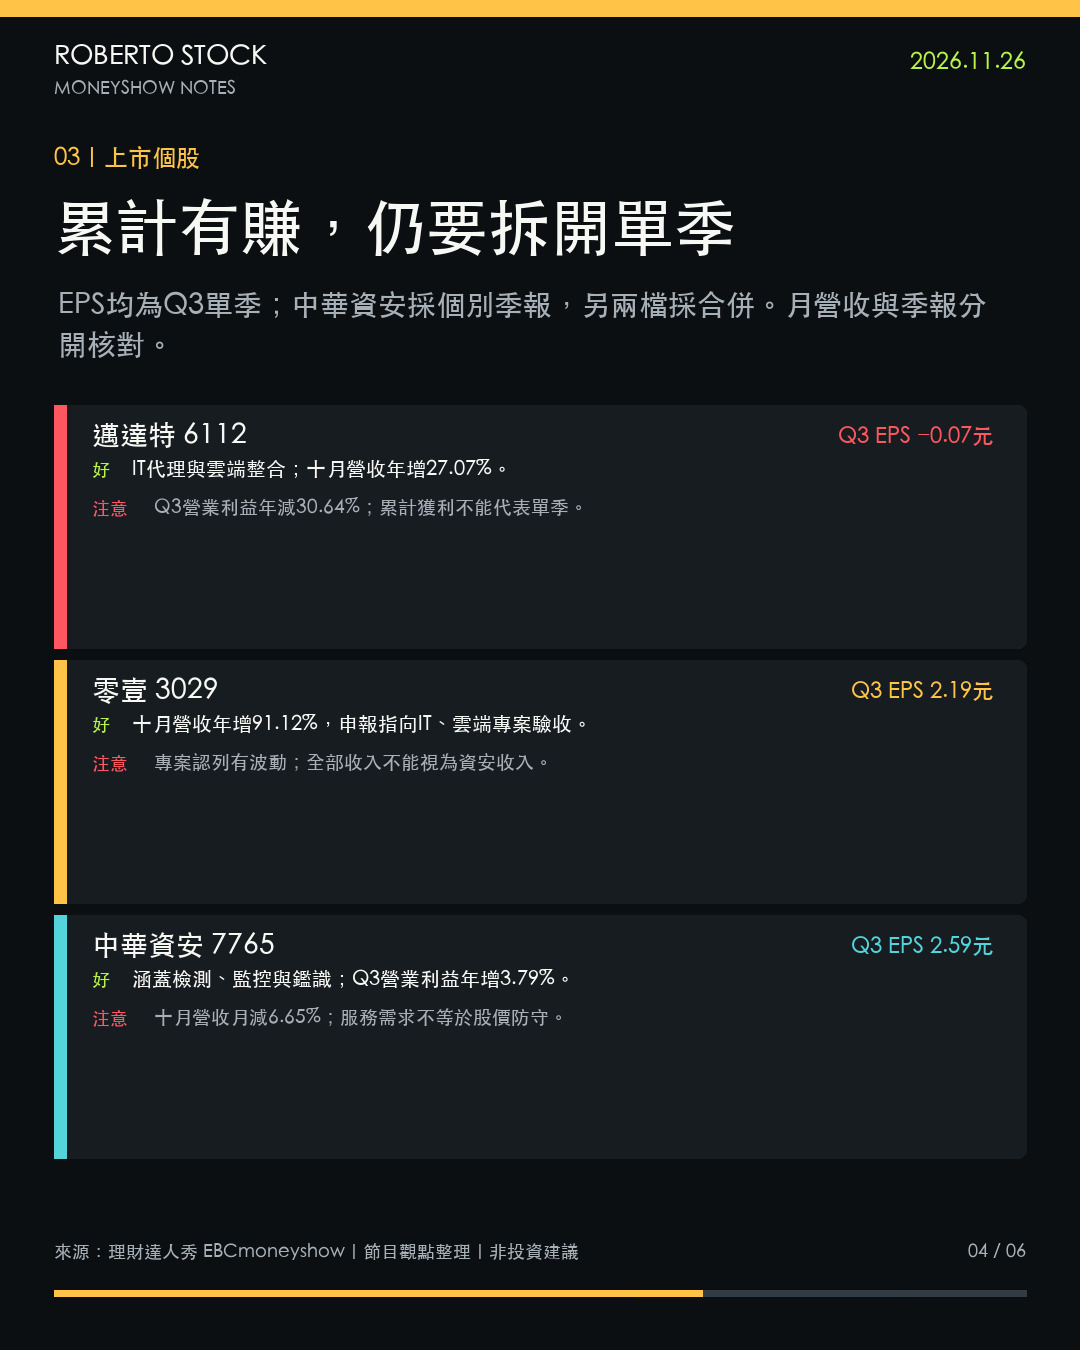 ROBERTO STOCK
MONEYSHOW NOTES
2026.11.26
03｜上市個股
累計有賺，仍要拆開單季
EPS均為Q3單季；中華資安採個別季報，另兩檔採合併。月營收與季報分
開核對。
邁達特 6112
Q3 EPS −0.07元
好 IT代理與雲端整合；十月營收年增27.07%。
注意 Q3營業利益年減30.64%；累計獲利不能代表單季。
零壹 3029
Q3 EPS 2.19元
好 十月營收年增91.12%，申報指向IT、雲端專案驗收。
注意 專案認列有波動；全部收入不能視為資安收入。
中華資安 7765
Q3 EPS 2.59元
好 涵蓋檢測、監控與鑑識；Q3營業利益年增3.79%。
注意 十月營收月減6.65%；服務需求不等於股價防守。
來源：理財達人秀 EBCmoneyshow｜節目觀點整理｜非投資建議
04 / 06